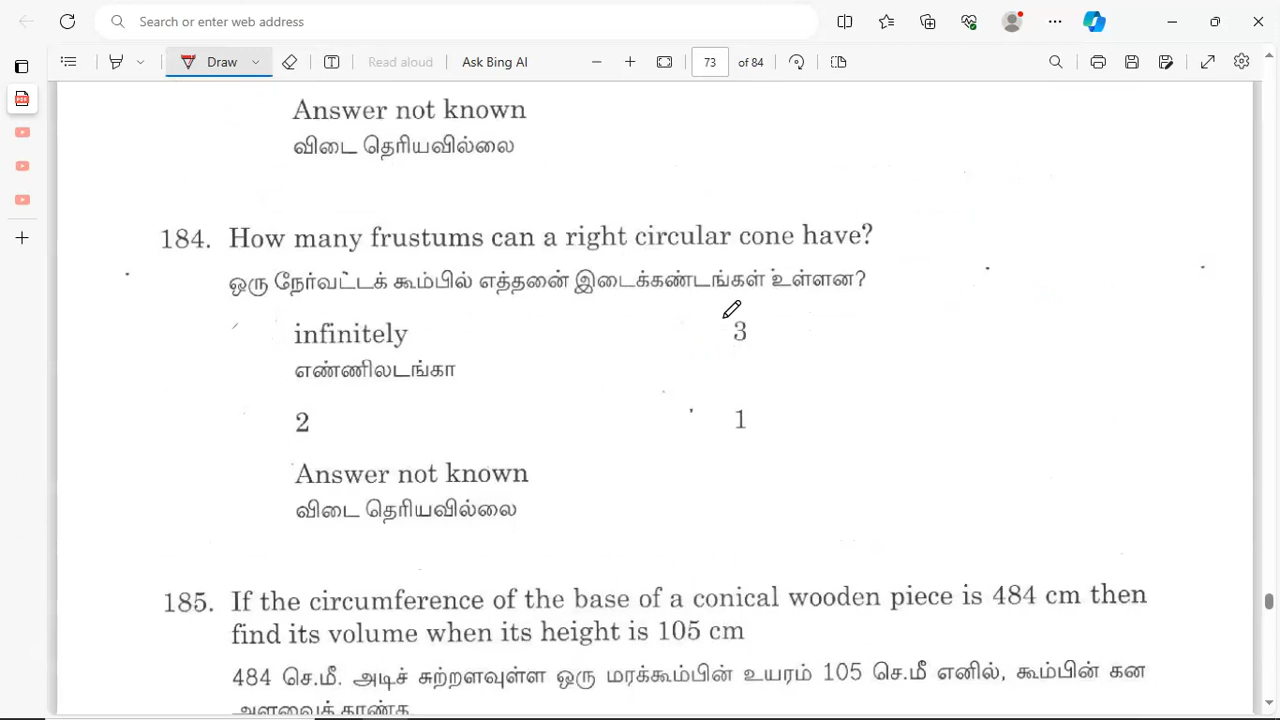 Search or enter web address
Draw
Read aloud
Ask Bing AI
73
of 84
Answer not known
விடை தெரியவில்லை
184. How many frustums can a right circular cone have?
ஒரு நேர்வட்டக் கூம்பில் எத்தனை இடைக்கண்டங்கள் உள்ளன?
infinitely
3
எண்ணிலடங்கா
2
1
Answer not known
விடை தெரியவில்லை
185. If the circumference of the base of a conical wooden piece is 484 cm then
find its volume when its height is 105 cm
484 செ.மீ. அடிச் சுற்றளவுள்ள ஒரு மரக்கூம்பின் உயரம் 105 செ.மீ எனில், கூம்பின் கன
அளவைக் காண்க